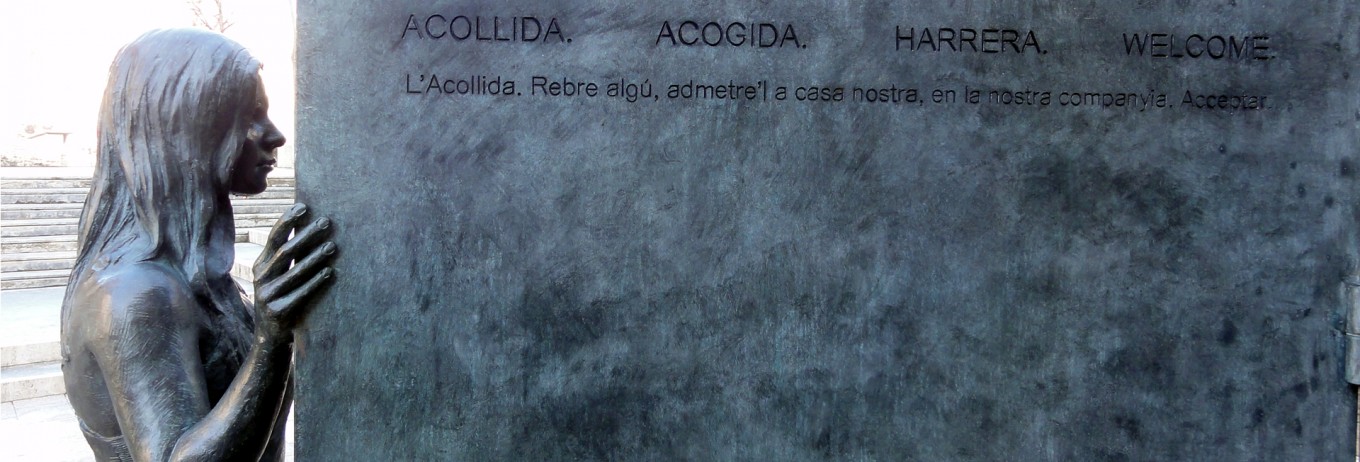 ACOLLIDA. ACOGIDA. HARRERA. WELCOME.
L'Acollida. Rebre algú, admetre'l a casa nostra, en la nostra companyia. Acceptar.